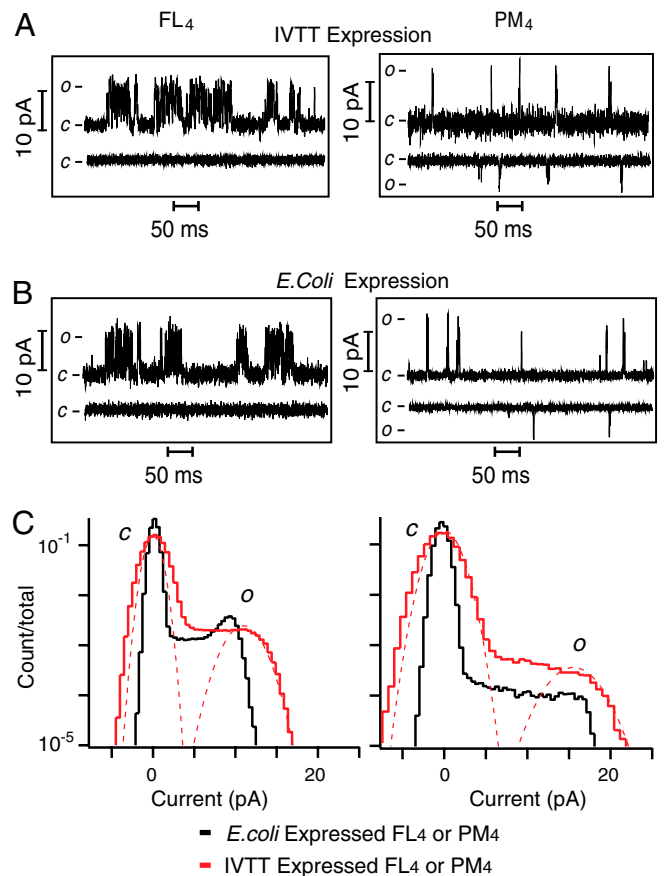 A FL4 PM4
IVTT Expression
o c 10 pA c
o c 10 pA c o
50 ms 50 ms
B E.Coli Expression
o c 10 pA c
o c 10 pA c o
50 ms 50 ms
C
c o c o
10-1
Count/total
10-5
0 20 0 20
Current (pA) Current (pA)
E.coli Expressed FL4 or PM4
IVTT Expressed FL4 or PM4